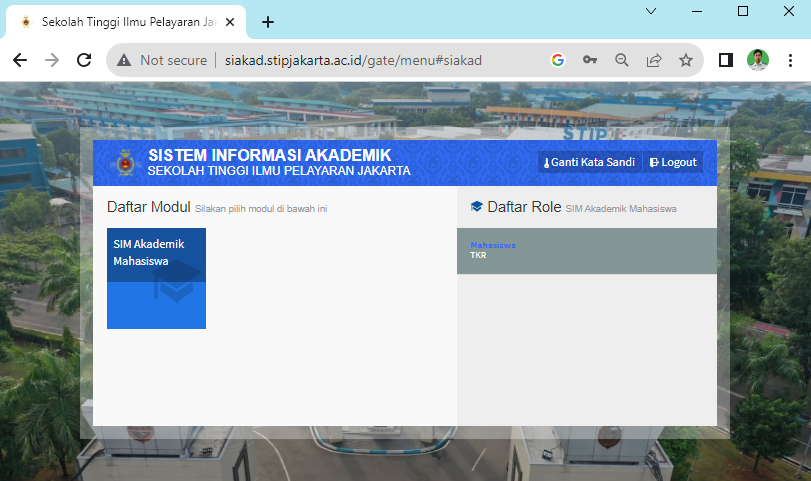 Sekolah Tinggi Ilmu Pelayaran Jak
Not secure
siakad.stipjakarta.ac.id/gate/menu#siakad
STIP
SISTEM INFORMASI AKADEMIK
SEKOLAH TINGGI ILMU PELAYARAN JAKARTA
Ganti Kata Sandi
Logout
Daftar Modul Silakan pilih modul di bawah ini
SIM Akademik
Mahasiswa
Daftar Role SIM Akademik Mahasiswa
Mahasiswa
TKR